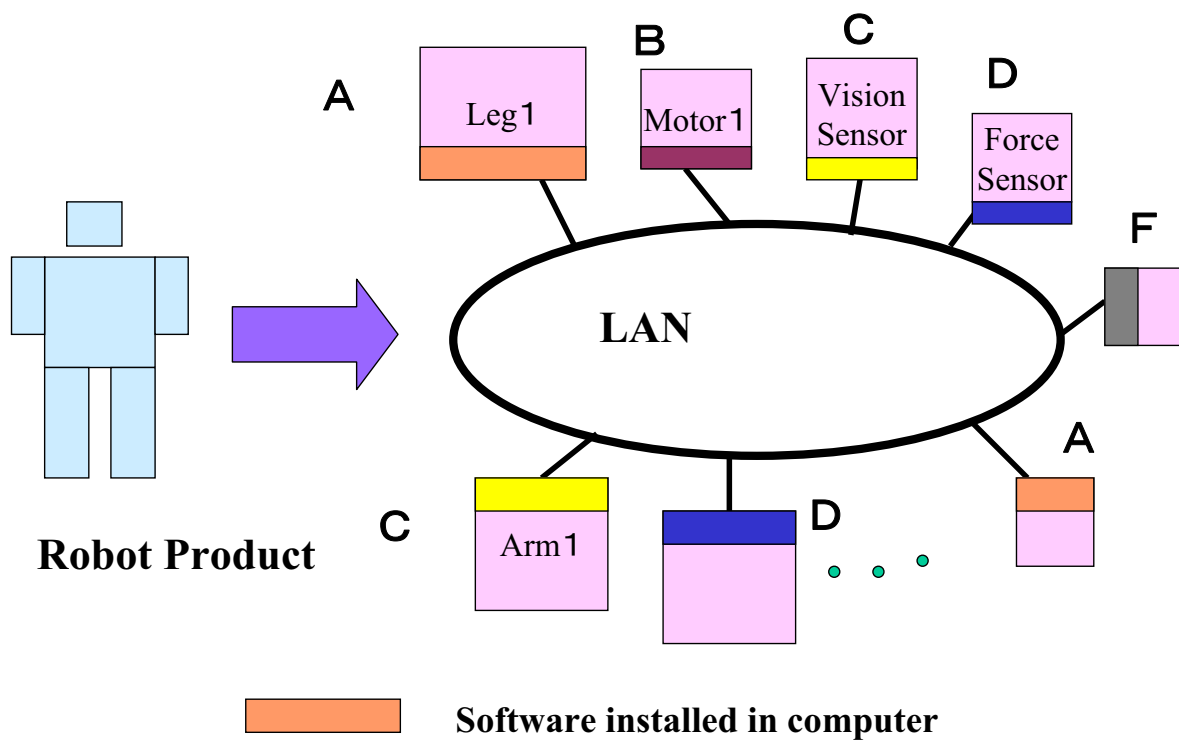 A
B
C
D
Leg1
Motor1
Vision
Sensor
Force
Sensor
F
LAN
A
C
Arm1
D
Robot Product
Software installed in computer